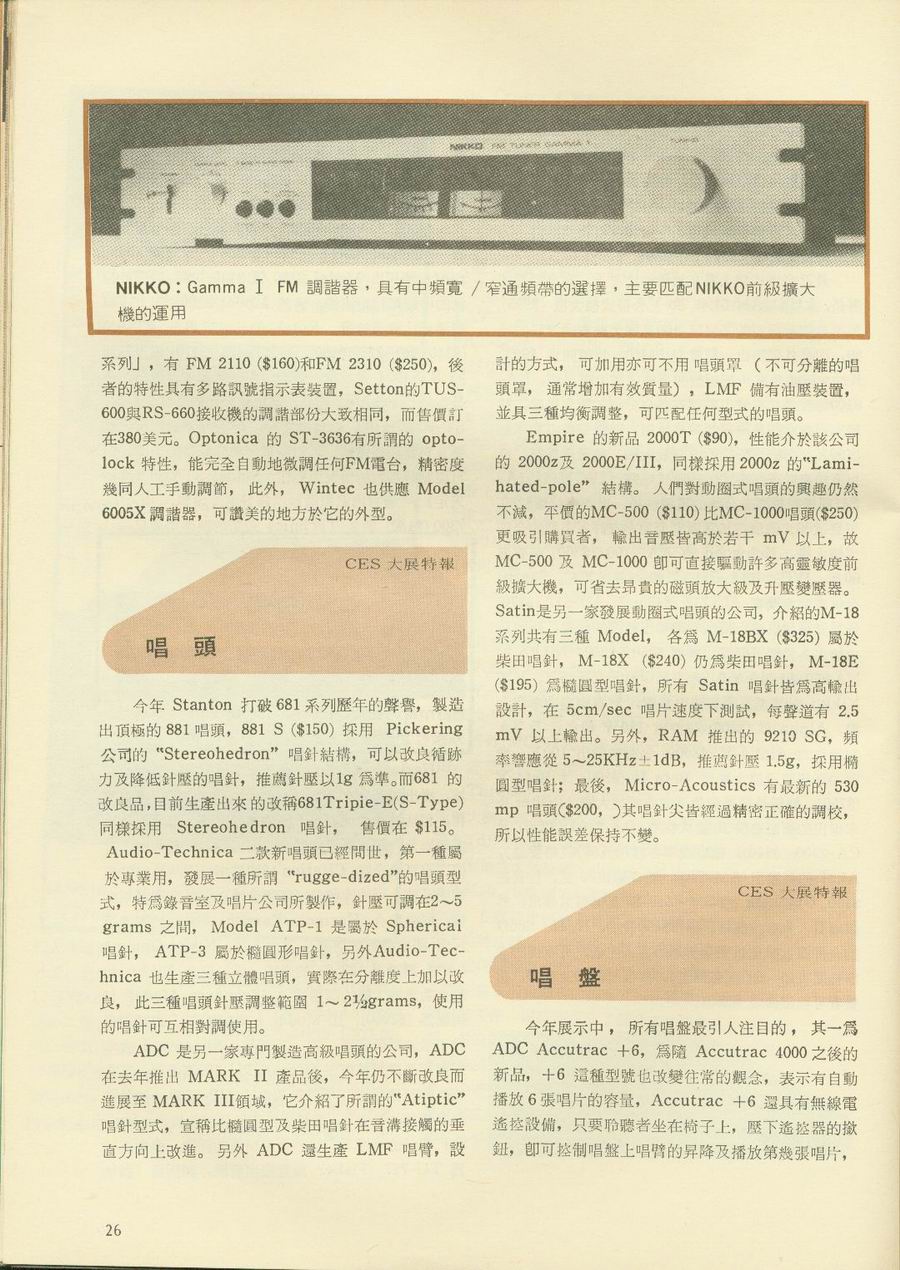 NIKKO FM TUNER GAMMA I
TUNING
NIKKO：Gamma I FM 調諧器，具有中頻寬／窄通頻帶的選擇，主要匹配NIKKO前級擴大
機的運用
系列」，有 FM 2110 ($160)和FM 2310 ($250)，後
者的特性具有多路訊號指示表裝置，Setton的TUS-
600與RS-660接收機的調諧部份大致相同，而售價訂
在380美元。Optonica 的 ST-3636有所謂的 opto-
lock 特性，能完全自動地微調任何FM電台，精密度
幾同人工手動調節，此外，Wintec 也供應 Model
6005X 調諧器，可讚美的地方於它的外型。
CES 大展特報
唱 頭
今年 Stanton 打破 681 系列歷年的聲譽，製造
出頂極的 881 唱頭，881 S ($150) 採用 Pickering
公司的 “Stereohedron” 唱針結構，可以改良循跡
力及降低針壓的唱針，推薦針壓以1g 爲準。而681 的
改良品，目前生產出來的改稱681Tripie-E(S-Type)
同樣採用 Stereohedron 唱針， 售價在 $115。
Audio-Technica 二款新唱頭已經問世，第一種屬
於專業用，發展一種所謂 “rugge-dized”的唱頭型
式，特爲錄音室及唱片公司所製作，針壓可調在2～5
grams 之間， Model ATP-1 是屬於 Sphericai
唱針， ATP-3 屬於橢圓形唱針，另外Audio-Tec-
hnica 也生產三種立體唱頭，實際在分離度上加以改
良， 此三種唱頭針壓調整範圍 1～2½grams，使用
的唱針可互相對調使用。
ADC 是另一家專門製造高級唱頭的公司，ADC
在去年推出 MARK II 產品後，今年仍不斷改良而
進展至 MARK III領域，它介紹了所謂的“Atiptic”
唱針型式，宣稱比橢圓型及柴田唱針在音溝接觸的垂
直方向上改進。 另外 ADC 還生產 LMF 唱臂，設
計的方式， 可加用亦可不用 唱頭罩 （不可分離的唱
頭罩， 通常增加有效質量），LMF 備有油壓裝置，
並具三種均衡調整，可匹配任何型式的唱頭。
Empire 的新品 2000T ($90)，性能介於該公司
的 2000z及 2000E/III，同樣採用 2000z 的“Lami-
hated-pole” 結構。 人們對動圈式唱頭的興趣仍然
不減，平價的MC-500 ($110) 比MC-1000唱頭($250)
更吸引購買者， 輸出音壓皆高於若干 mV 以上，故
MC-500 及 MC-1000 卽可直接驅動許多高靈敏度前
級擴大機，可省去昂貴的磁頭放大級及升壓變壓器。
Satin是另一家發展動圈式唱頭的公司，介紹的M-18
系列共有三種 Model， 各爲 M-18BX ($325) 屬於
柴田唱針， M-18X ($240) 仍爲柴田唱針， M-18E
($195) 爲橢圓型唱針，所有 Satin 唱針皆爲高輸出
設計，在 5cm/sec 唱片速度下測試，每聲道有 2.5
mV 以上輸出。另外，RAM 推出的 9210 SG，頻
率響應從 5～25KHz±1dB，推薦針壓 1.5g，採用橢
圓型唱針；最後， Micro-Acoustics 有最新的 530
mp 唱頭($200，)其唱針尖皆經過精密正確的調校，
所以性能誤差保持不變。
CES 大展特報
唱 盤
今年展示中， 所有唱盤最引人注目的， 其一爲
ADC Accutrac +6，爲隨 Accutrac 4000 之後的
新品，+6 這種型號也改變往常的觀念，表示有自動
播放 6 張唱片的容量，Accutrac +6 還具有無線電
遙控設備，只要聆聽者坐在椅子上，壓下遙控器的撳
鈕，卽可控制唱盤上唱臂的昇降及播放第幾張唱片，
26